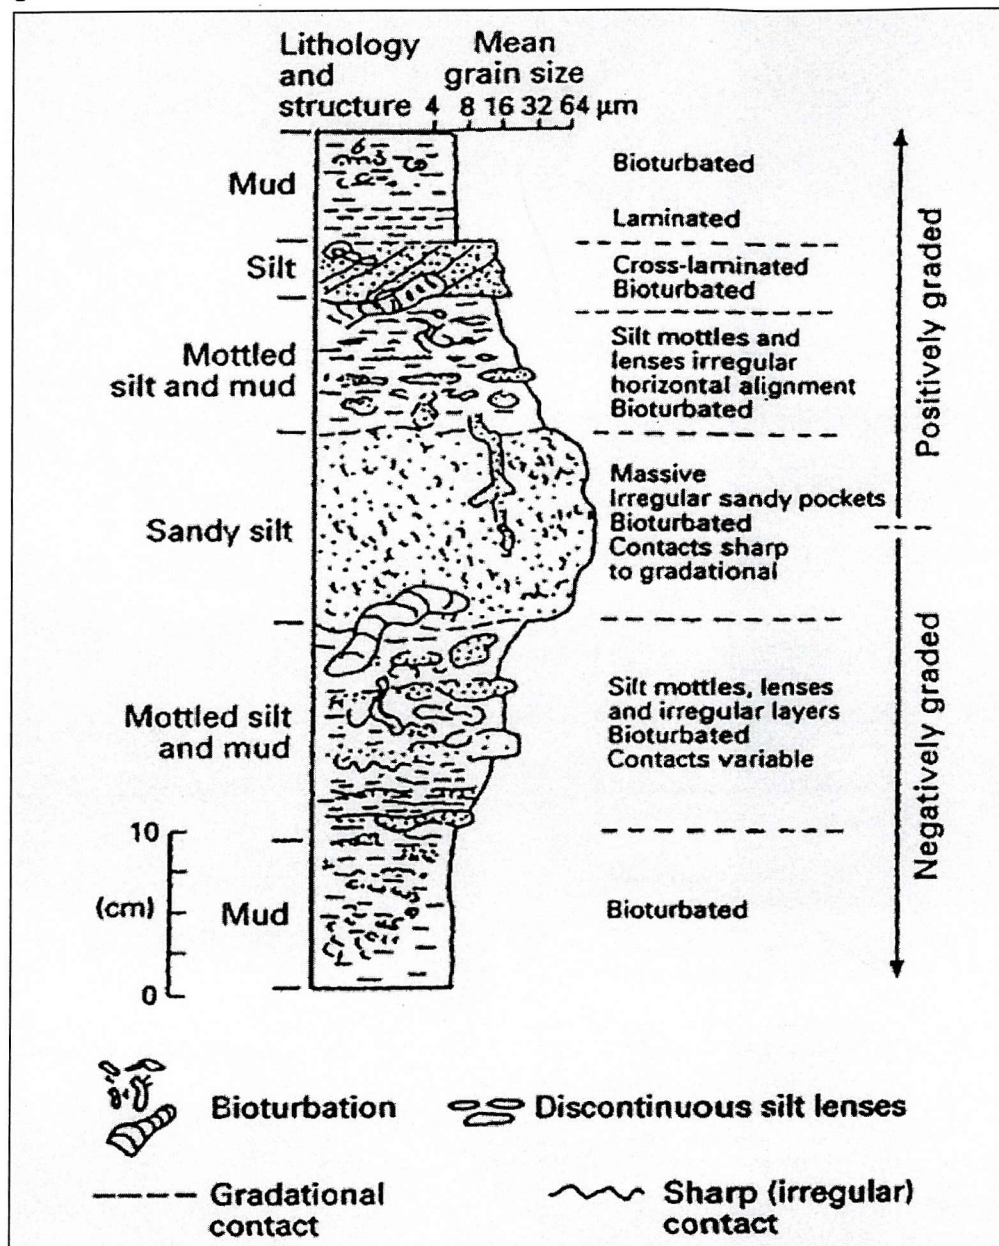 Lithology and structure
Mean grain size
4 8 16 32 64 µm
Mud
Bioturbated
Laminated
Silt
Cross-laminated
Bioturbated
Mottled
silt and mud
Silt mottles and
lenses irregular
horizontal alignment
Bioturbated
Positively graded
Sandy silt
Massive
Irregular sandy pockets
Bioturbated
Contacts sharp
to gradational
Mottled silt
and mud
Silt mottles, lenses
and irregular layers
Bioturbated
Contacts variable
Negatively graded
10
(cm)
0
Mud
Bioturbated
Bioturbation
Discontinuous silt lenses
Gradational
contact
Sharp (irregular)
contact